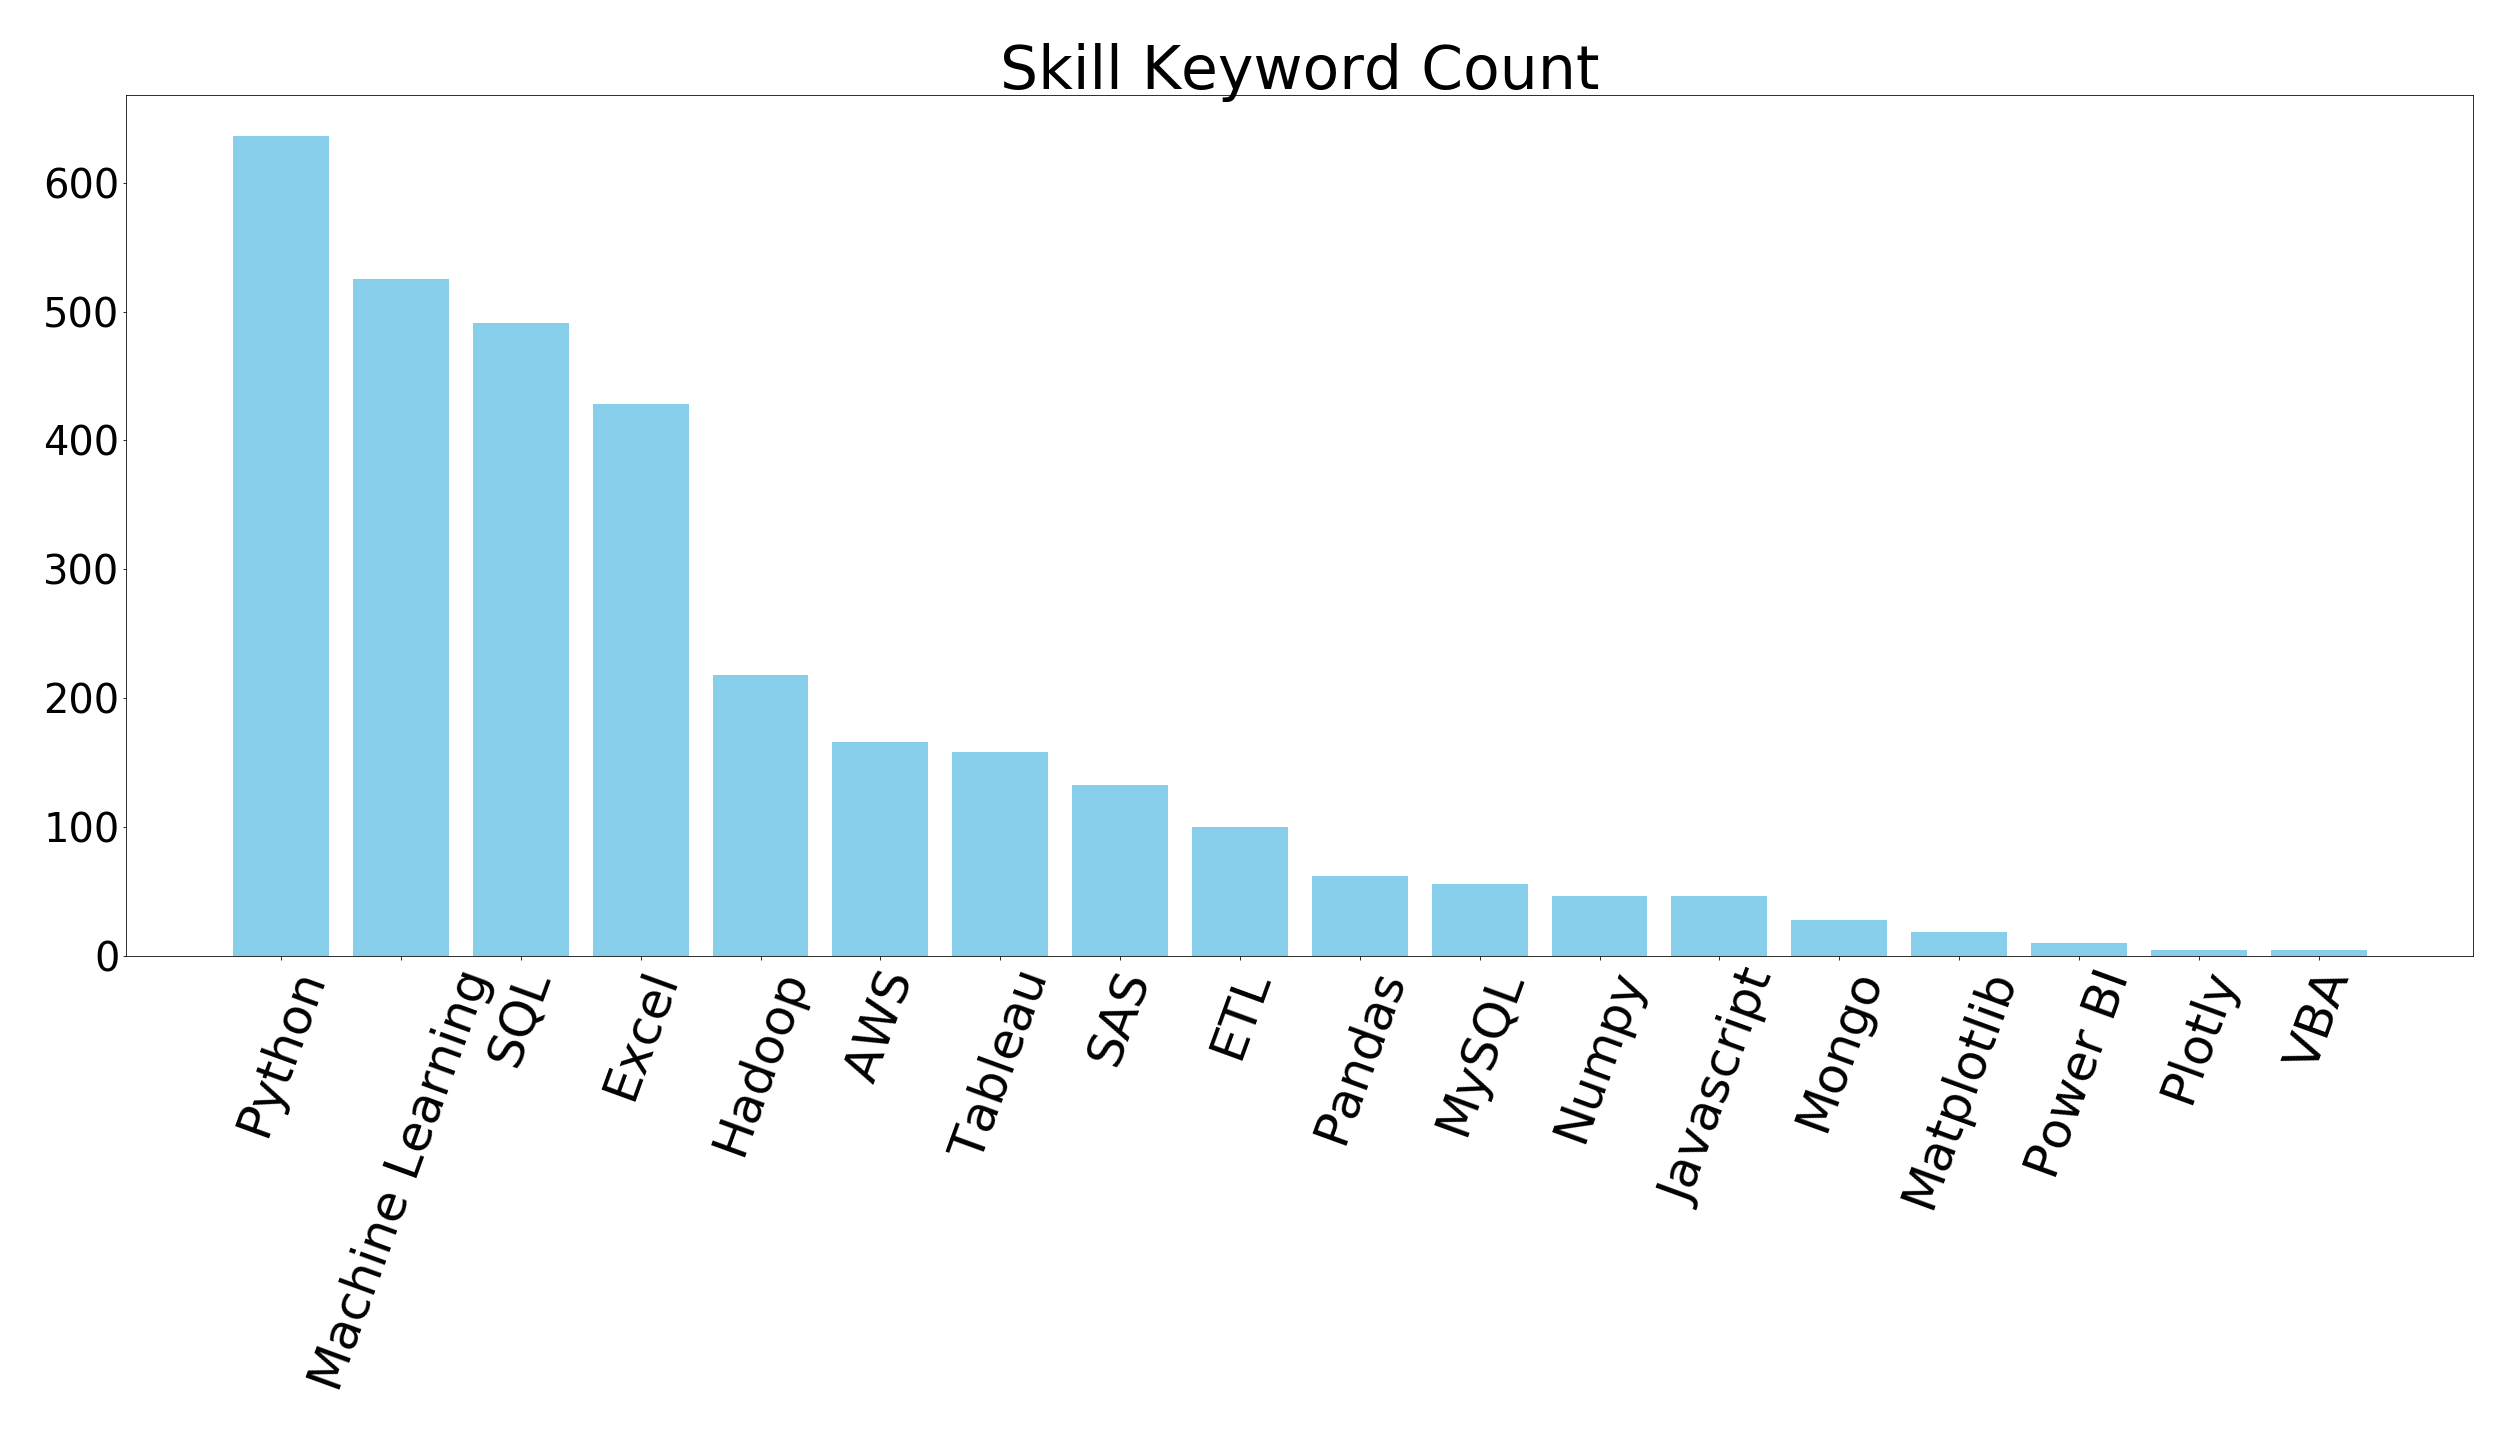 Skill Keyword Count
600
500
400
300
200
100
0
Python
Machine Learning
SQL
Excel
Hadoop
AWS
Tableau
SAS
ETL
Pandas
MySQL
Numpy
Javascript
Mongo
Matplotlib
Power BI
Plotly
VBA